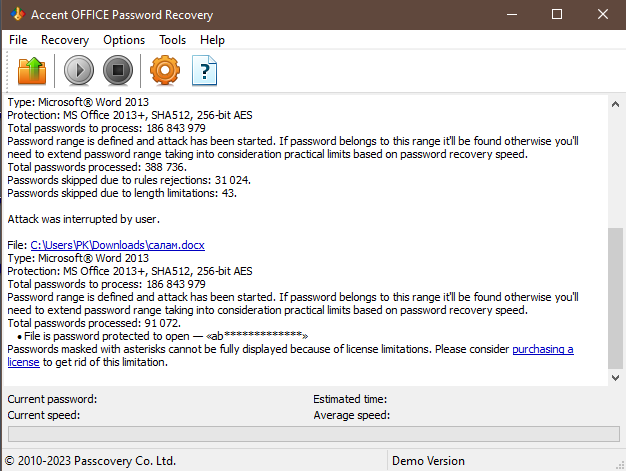 Accent OFFICE Password Recovery
File Recovery Options Tools Help
Type: Microsoft® Word 2013
Protection: MS Office 2013+, SHA512, 256-bit AES
Total passwords to process: 186 843 979
Password range is defined and attack has been started. If password belongs to this range it'll be found otherwise you'll
need to extend password range taking into consideration practical limits based on password recovery speed.
Total passwords processed: 388 736.
Passwords skipped due to rules rejections: 31 024.
Passwords skipped due to length limitations: 43.
Attack was interrupted by user.
File: C:\Users\PK\Downloads\салам.docx
Type: Microsoft® Word 2013
Protection: MS Office 2013+, SHA512, 256-bit AES
Total passwords to process: 186 843 979
Password range is defined and attack has been started. If password belongs to this range it'll be found otherwise you'll
need to extend password range taking into consideration practical limits based on password recovery speed.
Total passwords processed: 91 072.
• File is password protected to open — «ab*************»
Passwords masked with asterisks cannot be fully displayed because of license limitations. Please consider purchasing a
license to get rid of this limitation.
Current password: Estimated time:
Current speed: Average speed:
© 2010-2023 Passcovery Co. Ltd. Demo Version